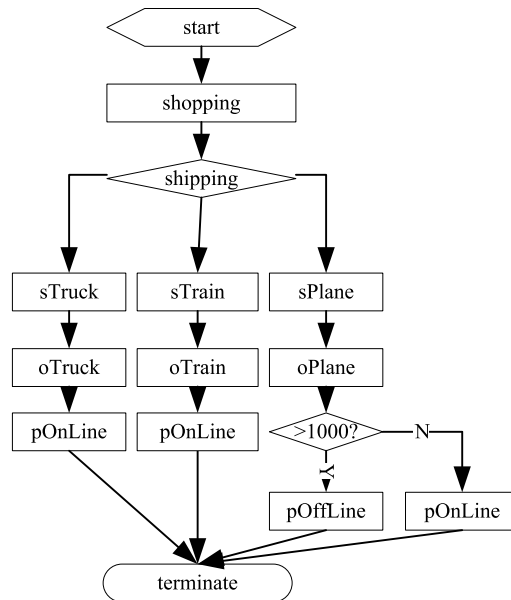 start
shopping
shipping
sTruck
sTrain
sPlane
oTruck
oTrain
oPlane
pOnLine
pOnLine
>1000?
N
Y
pOffLine
pOnLine
terminate